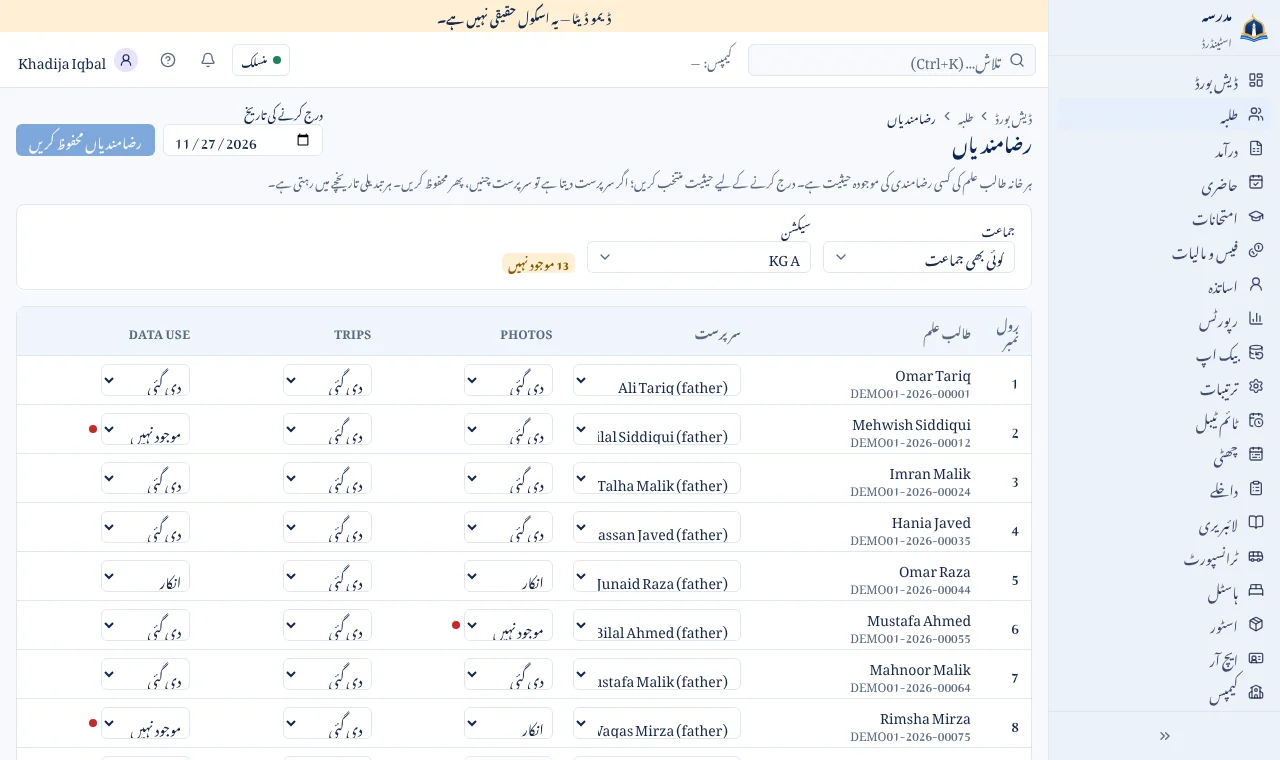 ڈیمو ڈیٹا – یہ اسکول حقیقی نہیں ہے۔
مدرسہ
اسٹینڈرڈ
ڈیش بورڈ
طلبہ
درآمد
حاضری
امتحانات
فیس و مالیات
اساتذہ
رپورٹس
بیک اپ
ترتیبات
ٹائم ٹیبل
چھٹی
داخلے
لائبریری
ٹرانسپورٹ
ہاسٹل
اسٹور
ایچ آر
کیمپس
تلاش... (Ctrl+K)
کیمپس: –
منسلک
Khadija Iqbal
ڈیش بورڈ › طلبہ › رضامندیاں
رضامندیاں
درج کرنے کی تاریخ
11/27/2026
رضامندیاں محفوظ کریں
ہر خانہ طالب علم کی کسی رضامندی کی موجودہ حیثیت ہے۔ درج کرنے کے لیے حیثیت منتخب کریں؛ اگر سرپرست دیتا ہے تو سرپرست چنیں، پھر محفوظ کریں۔ ہر تبدیلی تاریخچے میں رہتی ہے۔
جماعت
کوئی بھی جماعت
سیکشن
KG A
13 موجود نہیں
رول نمبر طالب علم سرپرست PHOTOS TRIPS DATA USE
1 Omar Tariq Ali Tariq (father) دی گئی دی گئی دی گئی
DEMO01-2026-00001
2 Mehwish Siddiqui Siddiqui (father) دی گئی دی گئی موجود نہیں
DEMO01-2026-00012
3 Imran Malik Talha Malik (father) دی گئی دی گئی دی گئی
DEMO01-2026-00024
4 Hania Javed Javed (father) دی گئی دی گئی دی گئی
DEMO01-2026-00035
5 Omar Raza Junaid Raza (father) انکار دی گئی انکار
DEMO01-2026-00044
6 Mustafa Ahmed Bilal Ahmed (father) موجود نہیں دی گئی دی گئی
DEMO01-2026-00055
7 Mahnoor Malik Malik (father) دی گئی دی گئی دی گئی
DEMO01-2026-00064
8 Rimsha Mirza Waqas Mirza (father) انکار دی گئی موجود نہیں
DEMO01-2026-00075